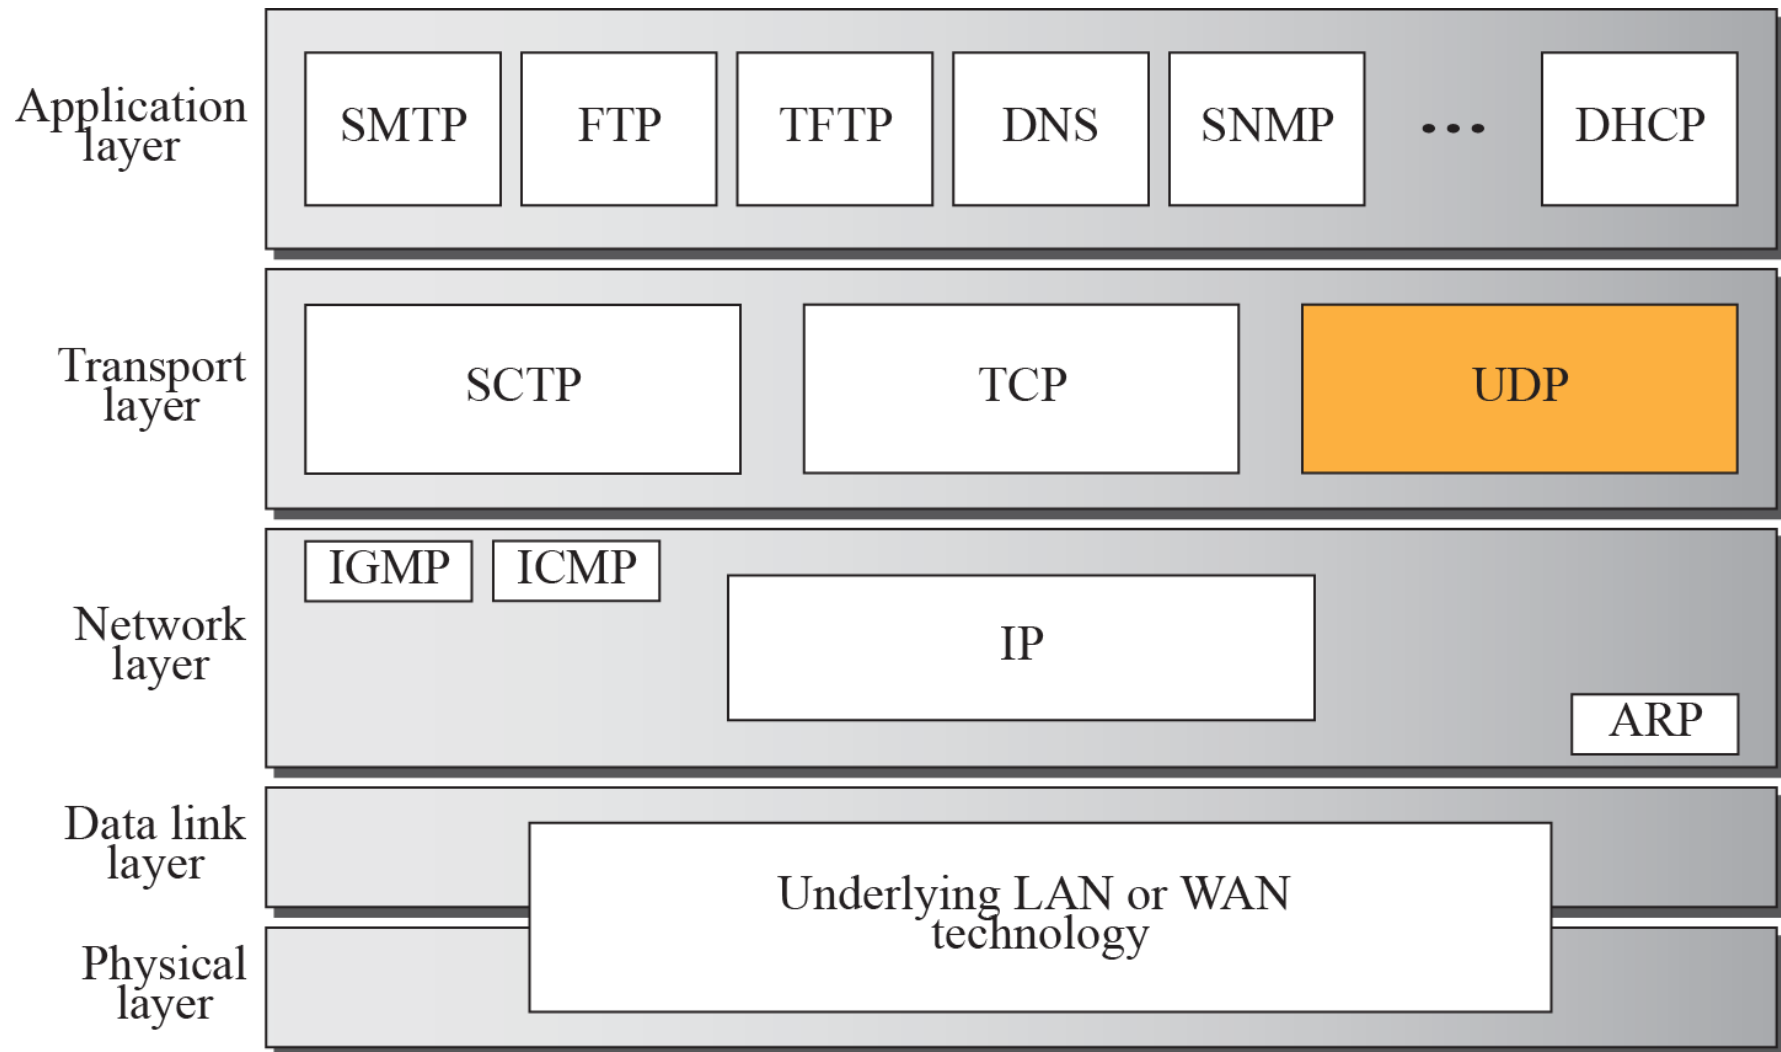 Application
layer
SMTP
FTP
TFTP
DNS
SNMP
...
DHCP
Transport
layer
SCTP
TCP
UDP
Network
layer
IGMP
ICMP
IP
ARP
Data link
layer
Underlying LAN or WAN
technology
Physical
layer